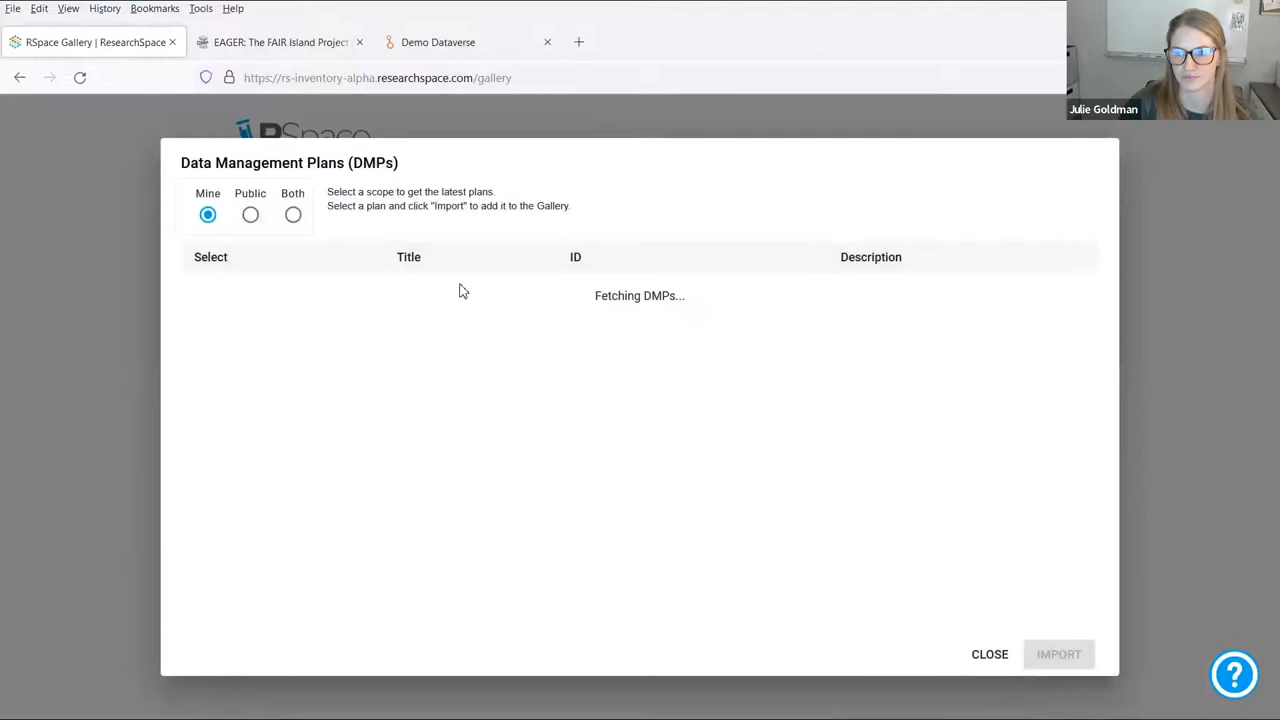 File Edit View History Bookmarks Tools Help
RSpace Gallery | ResearchSpace
EAGER: The FAIR Island Project
Demo Dataverse
https://rs-inventory-alpha.researchspace.com/gallery
Julie Goldman
RSpace
Data Management Plans (DMPs)
Mine Public Both
Select a scope to get the latest plans.
Select a plan and click "Import" to add it to the Gallery.
Select Title ID Description
Fetching DMPs...
CLOSE IMPORT
?